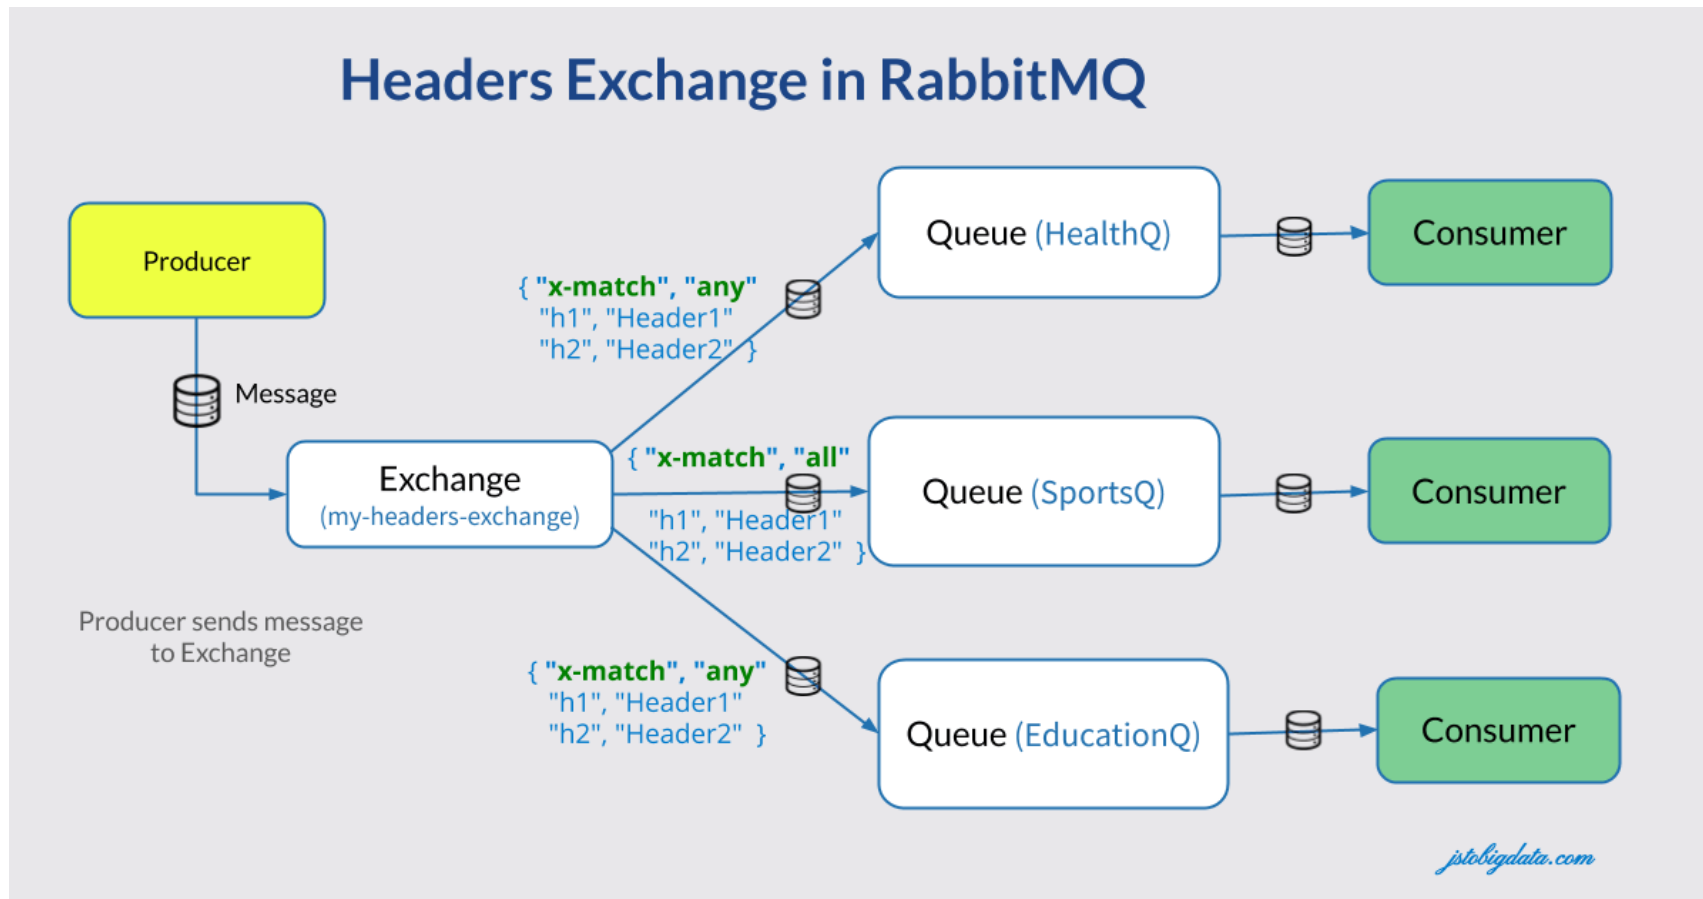 Headers Exchange in RabbitMQ
Producer
Message
Exchange
(my-headers-exchange)
Producer sends message
to Exchange
{ "x-match", "any"
"h1", "Header1"
"h2", "Header2" }
Queue (HealthQ)
Consumer
{ "x-match", "all"
"h1", "Header1"
"h2", "Header2" }
Queue (SportsQ)
Consumer
{ "x-match", "any"
"h1", "Header1"
"h2", "Header2" }
Queue (EducationQ)
Consumer
jstobigdata.com